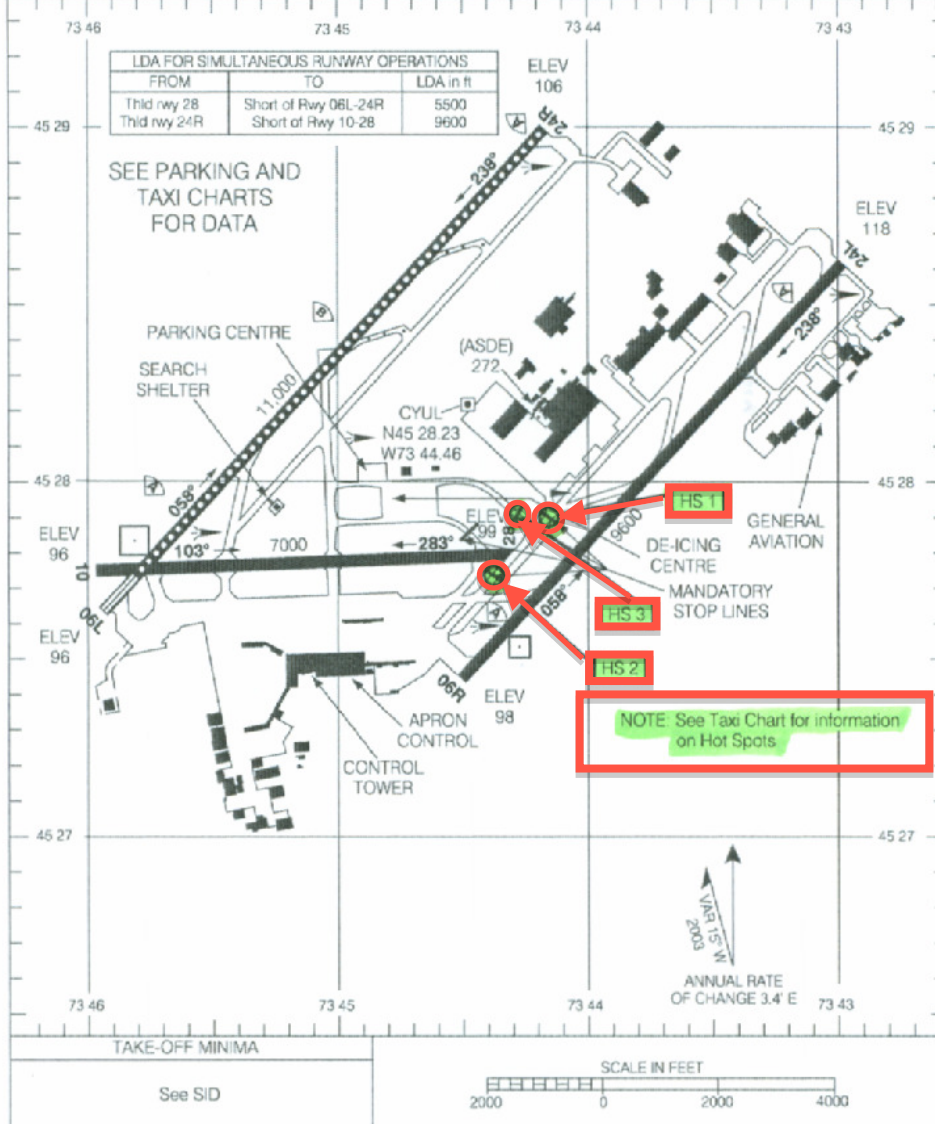 73 46
73 45
73 44
73 43
LDA FOR SIMULTANEOUS RUNWAY OPERATIONS
FROM TO LDA in ft
Thld rwy 28 Short of Rwy 06L-24R 5500
Thld rwy 24R Short of Rwy 10-28 9600
ELEV
106
24R
45 29
45 29
238°
SEE PARKING AND
TAXI CHARTS
FOR DATA
ELEV
118
24L
A
A
B
238°
PARKING CENTRE
(ASDE)
272
SEARCH
SHELTER
11,000
CYUL
N45 28.23
W73 44.46
45 28
45 28
058°
A
HS 1
ELEV
99
28
9600
GENERAL
AVIATION
ELEV
96
103°
7000
283°
DE-ICING
CENTRE
10
MANDATORY
STOP LINES
06L
058°
A
HS 3
ELEV
96
HS 2
06R
ELEV
98
NOTE: See Taxi Chart for information
on Hot Spots
APRON
CONTROL
CONTROL
TOWER
45 27
45 27
VAR 15° W
2003
ANNUAL RATE
OF CHANGE 3.4' E
73 46
73 45
73 44
73 43
TAKE-OFF MINIMA
See SID
SCALE IN FEET
2000 0 2000 4000